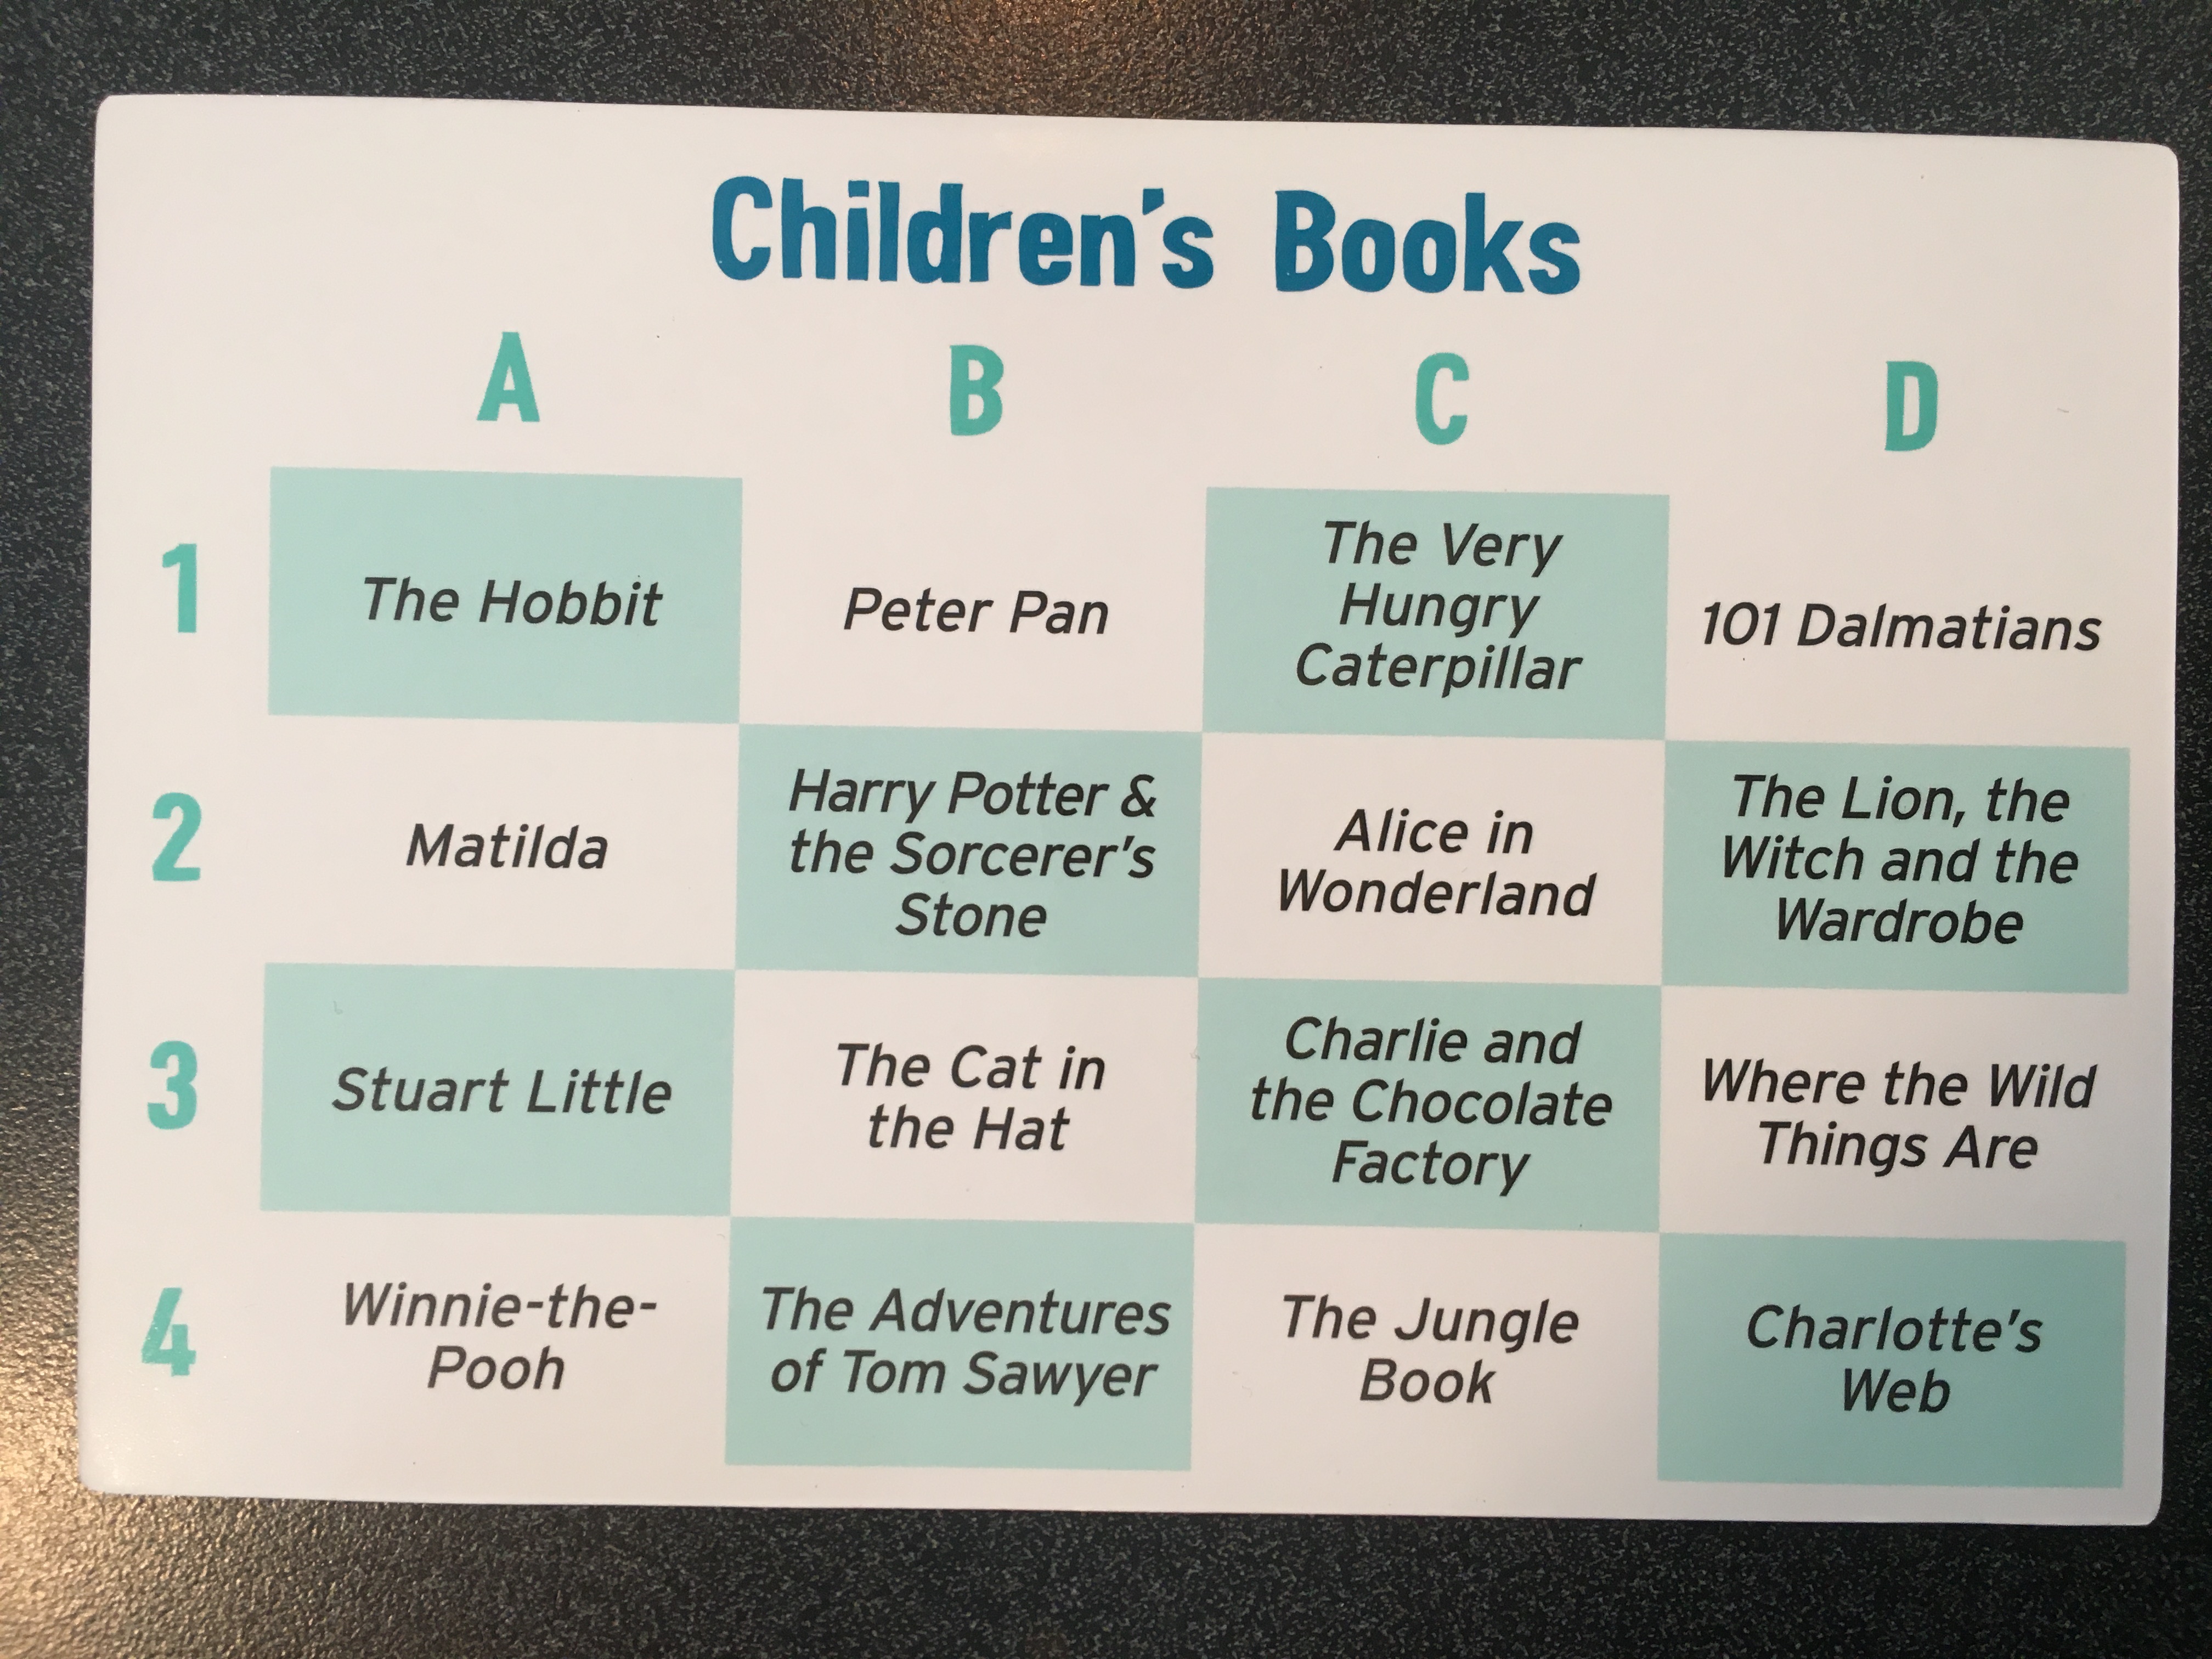 Children's Books
A B C D
1
The Hobbit
Peter Pan
The Very
Hungry
Caterpillar
101 Dalmatians
2
Matilda
Harry Potter &
the Sorcerer's
Stone
Alice in
Wonderland
The Lion, the
Witch and the
Wardrobe
3
Stuart Little
The Cat in
the Hat
Charlie and
the Chocolate
Factory
Where the Wild
Things Are
4
Winnie-the-
Pooh
The Adventures
of Tom Sawyer
The Jungle
Book
Charlotte's
Web